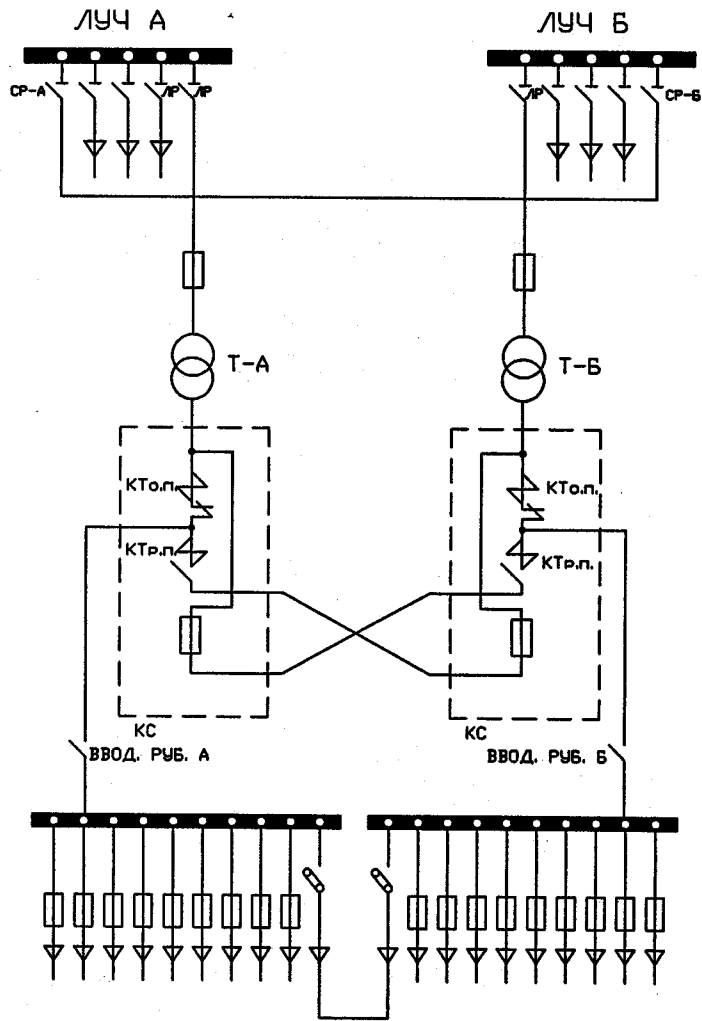 ЛУЧ А
ЛУЧ Б
СР-А
ЛР
ЛР
ЛР
СР-Б
Т-А
Т-Б
КТо.п.
КТо.п.
КТр.п.
КТр.п.
КС
КС
ВВОД. РУБ. А
ВВОД. РУБ. Б